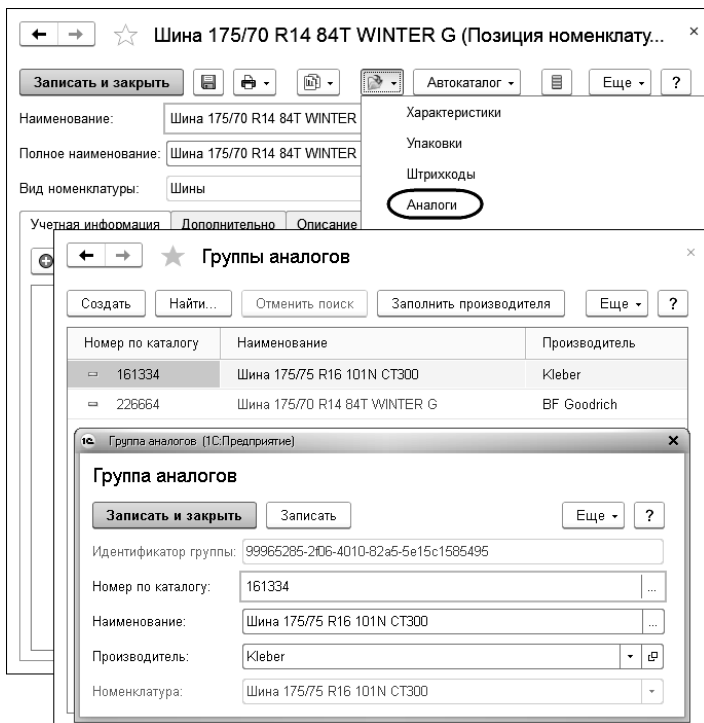 Шина 175/70 R14 84T WINTER G (Позиция номенклату...
Записать и закрыть Автокаталог Еще ?
Наименование: Шина 175/70 R14 84T WINTER
Характеристики
Полное наименование: Шина 175/70 R14 84T WINTER
Упаковки
Штрихкоды
Вид номенклатуры: Шины
Аналоги
Учетная информация Дополнительно Описание
Группы аналогов
Создать Найти... Отменить поиск Заполнить производителя Еще ?
Номер по каталогу Наименование Производитель
161334 Шина 175/75 R16 101N CT300 Kleber
226664 Шина 175/70 R14 84T WINTER G BF Goodrich
1С Группа аналогов (1С:Предприятие)
Группа аналогов
Записать и закрыть Записать Еще ?
Идентификатор группы: 99965285-2f06-4010-82a5-5e15c1585495
Номер по каталогу: 161334 ...
Наименование: Шина 175/75 R16 101N CT300 ...
Производитель: Kleber
Номенклатура: Шина 175/75 R16 101N CT300